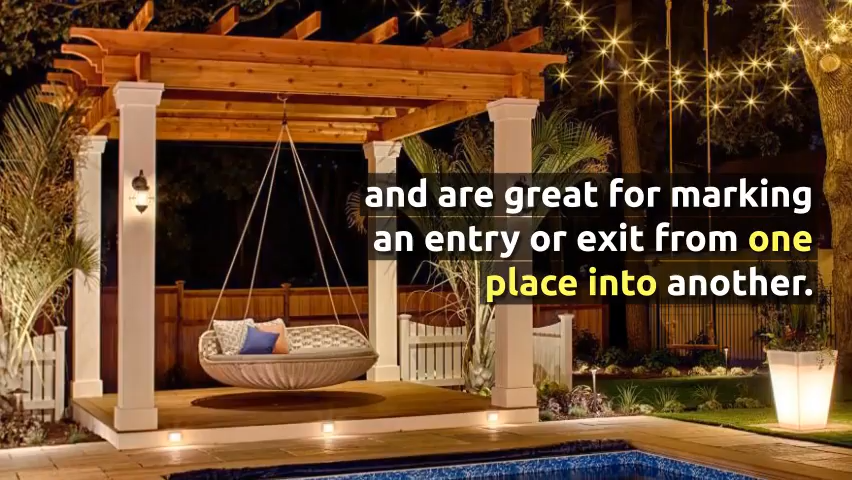 and are great for marking
an entry or exit from one
place into another.